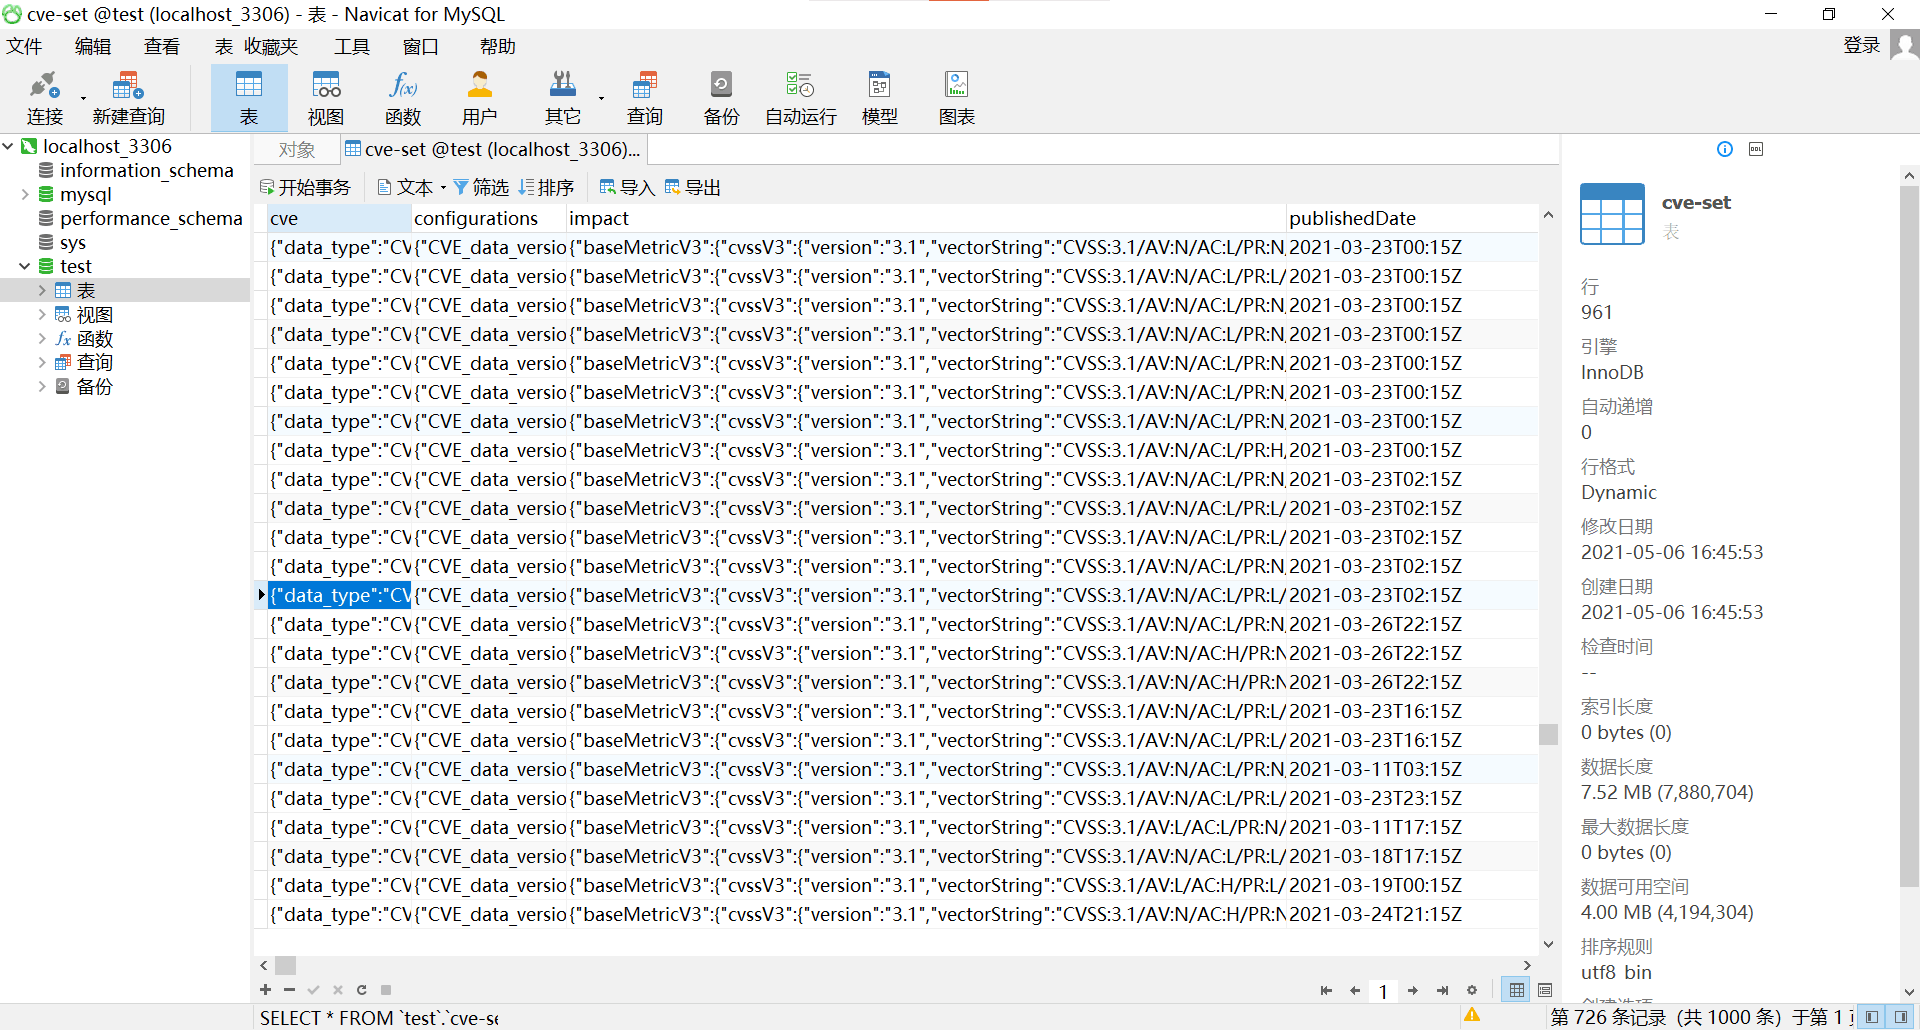 cve-set @test (localhost_3306) - 表 - Navicat for MySQL
文件 编辑 查看 表 收藏夹 工具 窗口 帮助 登录
连接 新建查询 表 视图 函数 用户 其它 查询 备份 自动运行 模型 图表
localhost_3306
information_schema
mysql
performance_schema
sys
test
表
视图
函数
查询
备份
对象 cve-set @test (localhost_3306)...
开始事务 文本 筛选 排序 导入 导出
cve configurations impact publishedDate
{"data_type":"CV {"CVE_data_versio {"baseMetricV3":{"cvssV3":{"version":"3.1","vectorString":"CVSS:3.1/AV:N/AC:L/PR:N, 2021-03-23T00:15Z
{"data_type":"CV {"CVE_data_versio {"baseMetricV3":{"cvssV3":{"version":"3.1","vectorString":"CVSS:3.1/AV:N/AC:L/PR:L/ 2021-03-23T00:15Z
{"data_type":"CV {"CVE_data_versio {"baseMetricV3":{"cvssV3":{"version":"3.1","vectorString":"CVSS:3.1/AV:N/AC:L/PR:N, 2021-03-23T00:15Z
{"data_type":"CV {"CVE_data_versio {"baseMetricV3":{"cvssV3":{"version":"3.1","vectorString":"CVSS:3.1/AV:N/AC:L/PR:N, 2021-03-23T00:15Z
{"data_type":"CV {"CVE_data_versio {"baseMetricV3":{"cvssV3":{"version":"3.1","vectorString":"CVSS:3.1/AV:N/AC:L/PR:N, 2021-03-23T00:15Z
{"data_type":"CV {"CVE_data_versio {"baseMetricV3":{"cvssV3":{"version":"3.1","vectorString":"CVSS:3.1/AV:N/AC:L/PR:N, 2021-03-23T00:15Z
{"data_type":"CV {"CVE_data_versio {"baseMetricV3":{"cvssV3":{"version":"3.1","vectorString":"CVSS:3.1/AV:N/AC:L/PR:N, 2021-03-23T00:15Z
{"data_type":"CV {"CVE_data_versio {"baseMetricV3":{"cvssV3":{"version":"3.1","vectorString":"CVSS:3.1/AV:N/AC:L/PR:H, 2021-03-23T00:15Z
{"data_type":"CV {"CVE_data_versio {"baseMetricV3":{"cvssV3":{"version":"3.1","vectorString":"CVSS:3.1/AV:N/AC:L/PR:N, 2021-03-23T02:15Z
{"data_type":"CV {"CVE_data_versio {"baseMetricV3":{"cvssV3":{"version":"3.1","vectorString":"CVSS:3.1/AV:N/AC:L/PR:L/ 2021-03-23T02:15Z
{"data_type":"CV {"CVE_data_versio {"baseMetricV3":{"cvssV3":{"version":"3.1","vectorString":"CVSS:3.1/AV:N/AC:L/PR:L/ 2021-03-23T02:15Z
{"data_type":"CV {"CVE_data_versio {"baseMetricV3":{"cvssV3":{"version":"3.1","vectorString":"CVSS:3.1/AV:N/AC:L/PR:N, 2021-03-23T02:15Z
{"data_type":"CV {"CVE_data_versio {"baseMetricV3":{"cvssV3":{"version":"3.1","vectorString":"CVSS:3.1/AV:N/AC:L/PR:L/ 2021-03-23T02:15Z
{"data_type":"CV {"CVE_data_versio {"baseMetricV3":{"cvssV3":{"version":"3.1","vectorString":"CVSS:3.1/AV:N/AC:L/PR:N, 2021-03-26T22:15Z
{"data_type":"CV {"CVE_data_versio {"baseMetricV3":{"cvssV3":{"version":"3.1","vectorString":"CVSS:3.1/AV:N/AC:H/PR:N 2021-03-26T22:15Z
{"data_type":"CV {"CVE_data_versio {"baseMetricV3":{"cvssV3":{"version":"3.1","vectorString":"CVSS:3.1/AV:N/AC:H/PR:N 2021-03-26T22:15Z
{"data_type":"CV {"CVE_data_versio {"baseMetricV3":{"cvssV3":{"version":"3.1","vectorString":"CVSS:3.1/AV:N/AC:L/PR:L/ 2021-03-23T16:15Z
{"data_type":"CV {"CVE_data_versio {"baseMetricV3":{"cvssV3":{"version":"3.1","vectorString":"CVSS:3.1/AV:N/AC:L/PR:L/ 2021-03-23T16:15Z
{"data_type":"CV {"CVE_data_versio {"baseMetricV3":{"cvssV3":{"version":"3.1","vectorString":"CVSS:3.1/AV:N/AC:L/PR:N, 2021-03-11T03:15Z
{"data_type":"CV {"CVE_data_versio {"baseMetricV3":{"cvssV3":{"version":"3.1","vectorString":"CVSS:3.1/AV:N/AC:L/PR:L/ 2021-03-23T23:15Z
{"data_type":"CV {"CVE_data_versio {"baseMetricV3":{"cvssV3":{"version":"3.1","vectorString":"CVSS:3.1/AV:L/AC:L/PR:N/ 2021-03-11T17:15Z
{"data_type":"CV {"CVE_data_versio {"baseMetricV3":{"cvssV3":{"version":"3.1","vectorString":"CVSS:3.1/AV:N/AC:L/PR:L/ 2021-03-18T17:15Z
{"data_type":"CV {"CVE_data_versio {"baseMetricV3":{"cvssV3":{"version":"3.1","vectorString":"CVSS:3.1/AV:L/AC:H/PR:L/ 2021-03-19T00:15Z
{"data_type":"CV {"CVE_data_versio {"baseMetricV3":{"cvssV3":{"version":"3.1","vectorString":"CVSS:3.1/AV:N/AC:H/PR:N 2021-03-24T21:15Z
1
SELECT * FROM `test`.`cve-se
第 726 条记录 (共 1000 条) 于第 1
DDL
cve-set
表
行
961
引擎
InnoDB
自动递增
0
行格式
Dynamic
修改日期
2021-05-06 16:45:53
创建日期
2021-05-06 16:45:53
检查时间
--
索引长度
0 bytes (0)
数据长度
7.52 MB (7,880,704)
最大数据长度
0 bytes (0)
数据可用空间
4.00 MB (4,194,304)
排序规则
utf8_bin